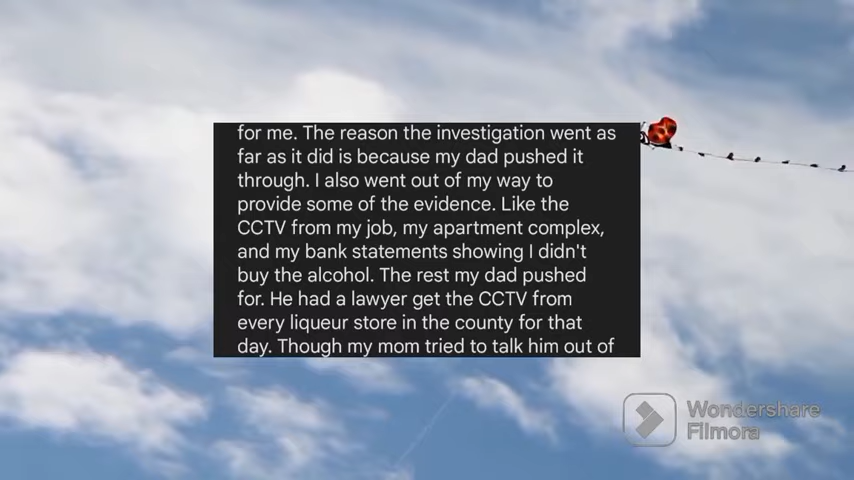 for me. The reason the investigation went as
far as it did is because my dad pushed it
through. I also went out of my way to
provide some of the evidence. Like the
CCTV from my job, my apartment complex,
and my bank statements showing I didn't
buy the alcohol. The rest my dad pushed
for. He had a lawyer get the CCTV from
every liqueur store in the county for that
day. Though my mom tried to talk him out of
Wondershare
Filmora